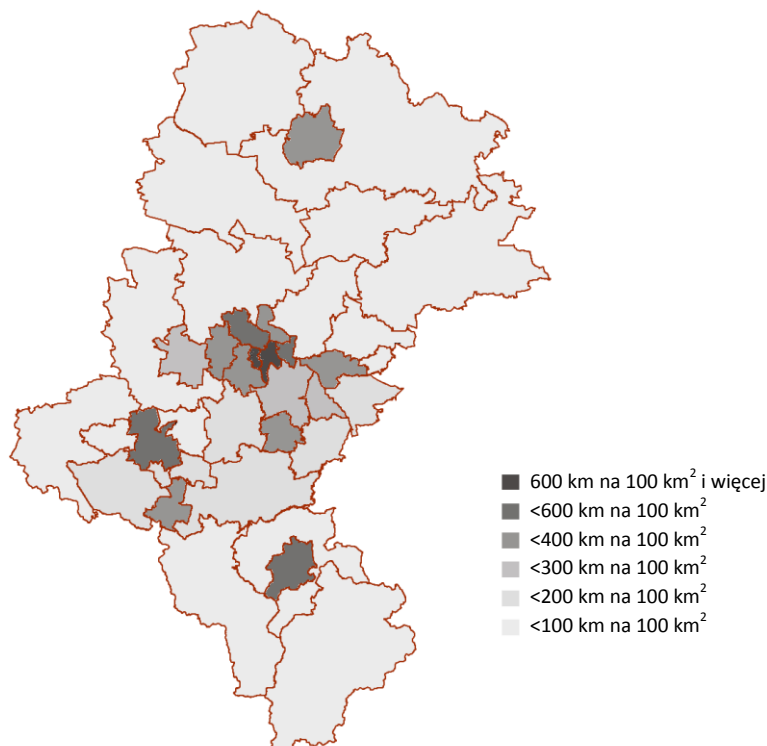 600 km na 100 km² i więcej
<600 km na 100 km²
<400 km na 100 km²
<300 km na 100 km²
<200 km na 100 km²
<100 km na 100 km²